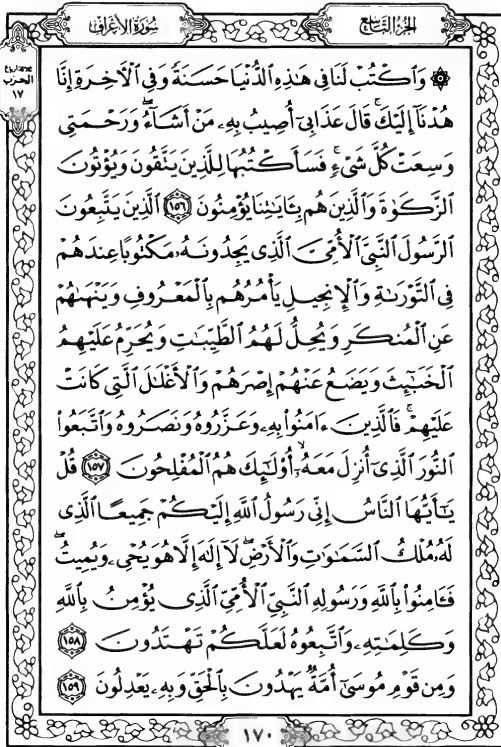 الجزء التاسع
سورة الأعراف
الحزب
١٧
۞ وَٱكۡتُبۡ لَنَا فِي هَٰذِهِ ٱلدُّنۡيَا حَسَنَةٗ وَفِي ٱلۡأٓخِرَةِ إِنَّا
هُدۡنَآ إِلَيۡكَۚ قَالَ عَذَابِيٓ أُصِيبُ بِهِۦ مَنۡ أَشَآءُۖ وَرَحۡمَتِي
وَسِعَتۡ كُلَّ شَيۡءٖۚ فَسَأَكۡتُبُهَا لِلَّذِينَ يَتَّقُونَ وَيُؤۡتُونَ
ٱلزَّكَوٰةَ وَٱلَّذِينَ هُم بِـَٔايَٰتِنَا يُؤۡمِنُونَ ١٥٦ ٱلَّذِينَ يَتَّبِعُونَ
ٱلرَّسُولَ ٱلنَّبِيَّ ٱلۡأُمِّيَّ ٱلَّذِي يَجِدُونَهُۥ مَكۡتُوبًا عِندَهُمۡ
فِي ٱلتَّوۡرَىٰةِ وَٱلۡإِنجِيلِ يَأۡمُرُهُم بِٱلۡمَعۡرُوفِ وَيَنۡهَىٰهُمۡ
عَنِ ٱلۡمُنكَرِ وَيُحِلُّ لَهُمُ ٱلطَّيِّبَٰتِ وَيُحَرِّمُ عَلَيۡهِمُ
ٱلۡخَبَٰٓئِثَ وَيَضَعُ عَنۡهُمۡ إِصۡرَهُمۡ وَٱلۡأَغۡلَٰلَ ٱلَّتِي كَانَتۡ
عَلَيۡهِمۡۚ فَٱلَّذِينَ ءَامَنُواْ بِهِۦ وَعَزَّرُوهُ وَنَصَرُوهُ وَٱتَّبَعُواْ
ٱلنُّورَ ٱلَّذِيٓ أُنزِلَ مَعَهُۥٓ أُوْلَٰٓئِكَ هُمُ ٱلۡمُفۡلِحُونَ ١٥٧ قُلۡ
يَٰٓأَيُّهَا ٱلنَّاسُ إِنِّي رَسُولُ ٱللَّهِ إِلَيۡكُمۡ جَمِيعًا ٱلَّذِي
لَهُۥ مُلۡكُ ٱلسَّمَٰوَٰتِ وَٱلۡأَرۡضِۖ لَآ إِلَٰهَ إِلَّا هُوَ يُحۡيِۦ وَيُمِيتُۖ
فَـَٔامِنُواْ بِٱللَّهِ وَرَسُولِهِ ٱلنَّبِيِّ ٱلۡأُمِّيِّ ٱلَّذِي يُؤۡمِنُ بِٱللَّهِ
وَكَلِمَٰتِهِۦ وَٱتَّبِعُوهُ لَعَلَّكُمۡ تَهۡتَدُونَ ١٥٨
وَمِن قَوۡمِ مُوسَىٰٓ أُمَّةٞ يَهۡدُونَ بِٱلۡحَقِّ وَبِهِۦ يَعۡدِلُونَ ١٥٩
١٧٠